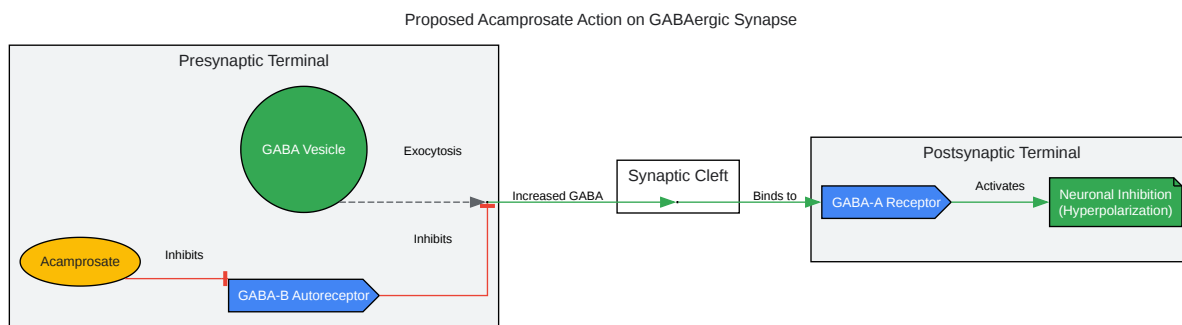 Proposed Acamprosate Action on GABAergic Synapse
Presynaptic Terminal
GABA Vesicle
Exocytosis
Acamprosate
Inhibits
GABA-B Autoreceptor
Inhibits
Increased GABA
Synaptic Cleft
Binds to
Postsynaptic Terminal
GABA-A Receptor
Activates
Neuronal Inhibition
(Hyperpolarization)